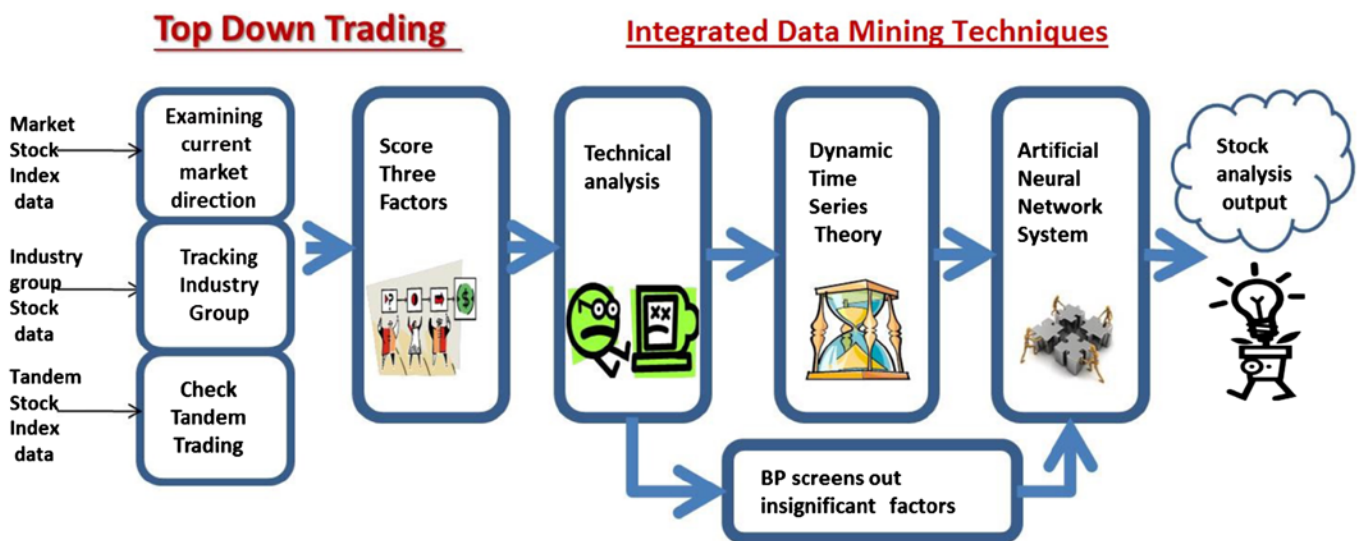 Top Down Trading
Integrated Data Mining Techniques
Market
Stock
Index
data
Examining
current
market
direction
Industry
group
Stock
data
Tracking
Industry
Group
Tandem
Stock
Index
data
Check
Tandem
Trading
Score
Three
Factors
$
Technical
analysis
Dynamic
Time
Series
Theory
Artificial
Neural
Network
System
Stock
analysis
output
BP screens out
insignificant factors